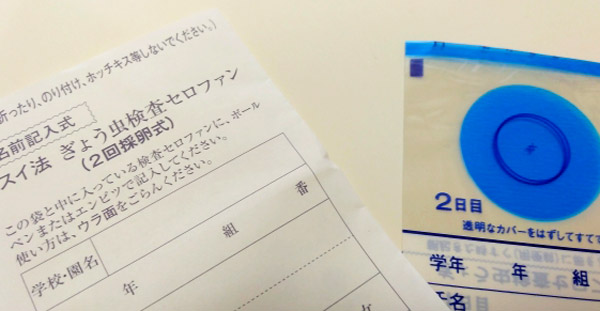 折ったり、のり付け、ホッチキス等しないでください。)
名前記入式
スイ法 ぎょう虫検査セロファン
(2回採卵式)
この袋と中に入っている検査セロファンに、ボール
ペンまたはエンピツで記入してください。
使い方は、ウラ面をごらんください。
学校・園名
年 組 番
女
2日目
透明なカバーをはずしてすて
学年 年 組
氏名